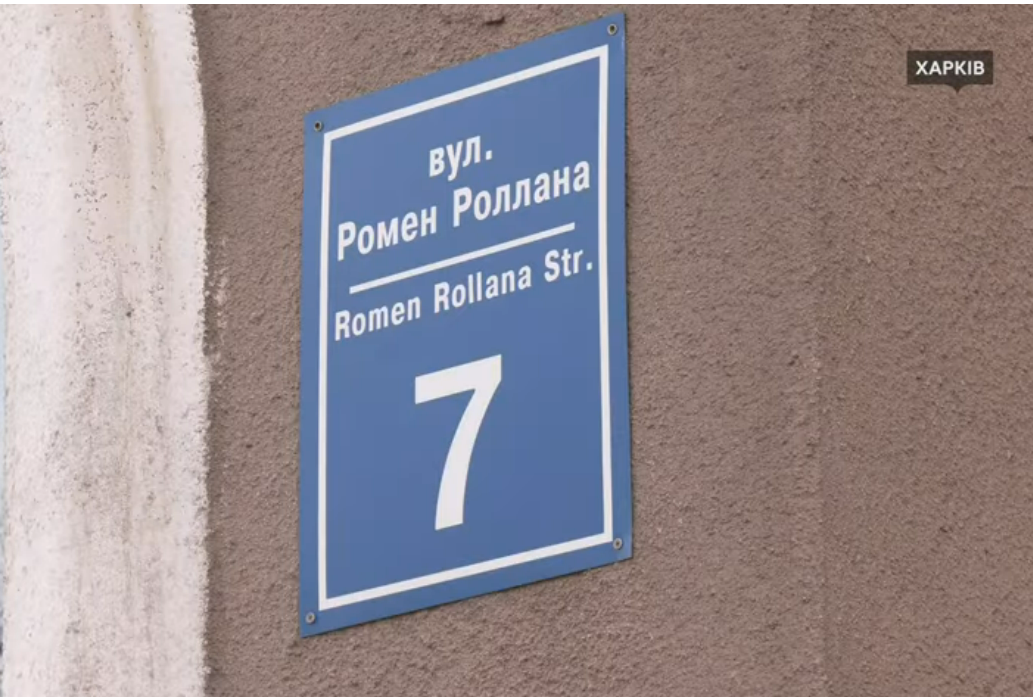 ХАРКІВ
вул.
Ромен Роллана
Romen Rollana Str.
7